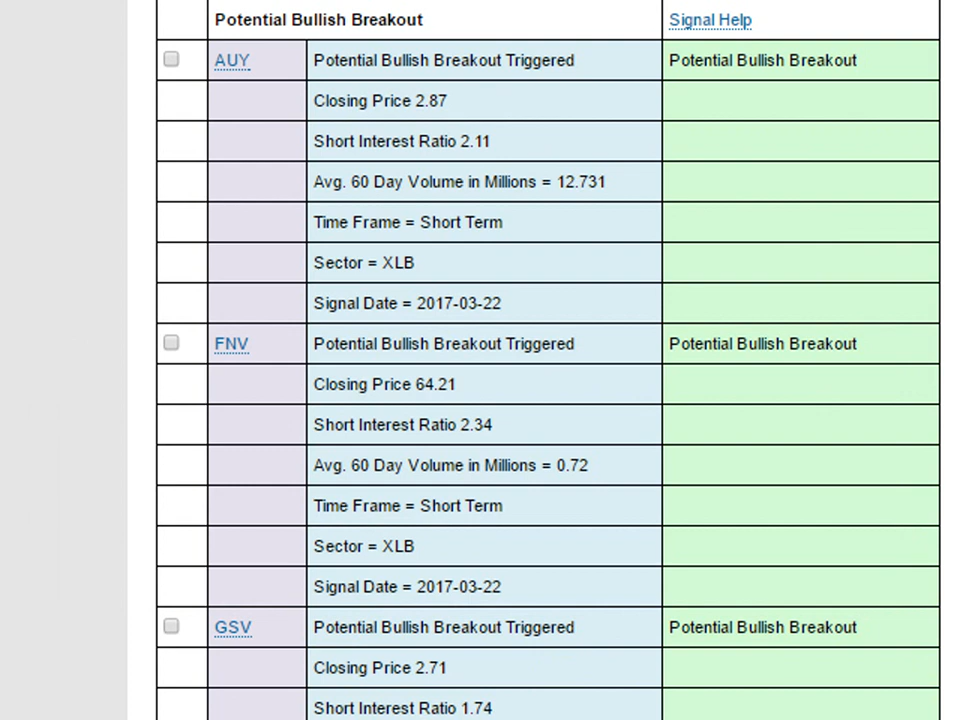 Potential Bullish Breakout Signal Help
AUY Potential Bullish Breakout Triggered Potential Bullish Breakout
Closing Price 2.87
Short Interest Ratio 2.11
Avg. 60 Day Volume in Millions = 12.731
Time Frame = Short Term
Sector = XLB
Signal Date = 2017-03-22
FNV Potential Bullish Breakout Triggered Potential Bullish Breakout
Closing Price 64.21
Short Interest Ratio 2.34
Avg. 60 Day Volume in Millions = 0.72
Time Frame = Short Term
Sector = XLB
Signal Date = 2017-03-22
GSV Potential Bullish Breakout Triggered Potential Bullish Breakout
Closing Price 2.71
Short Interest Ratio 1.74